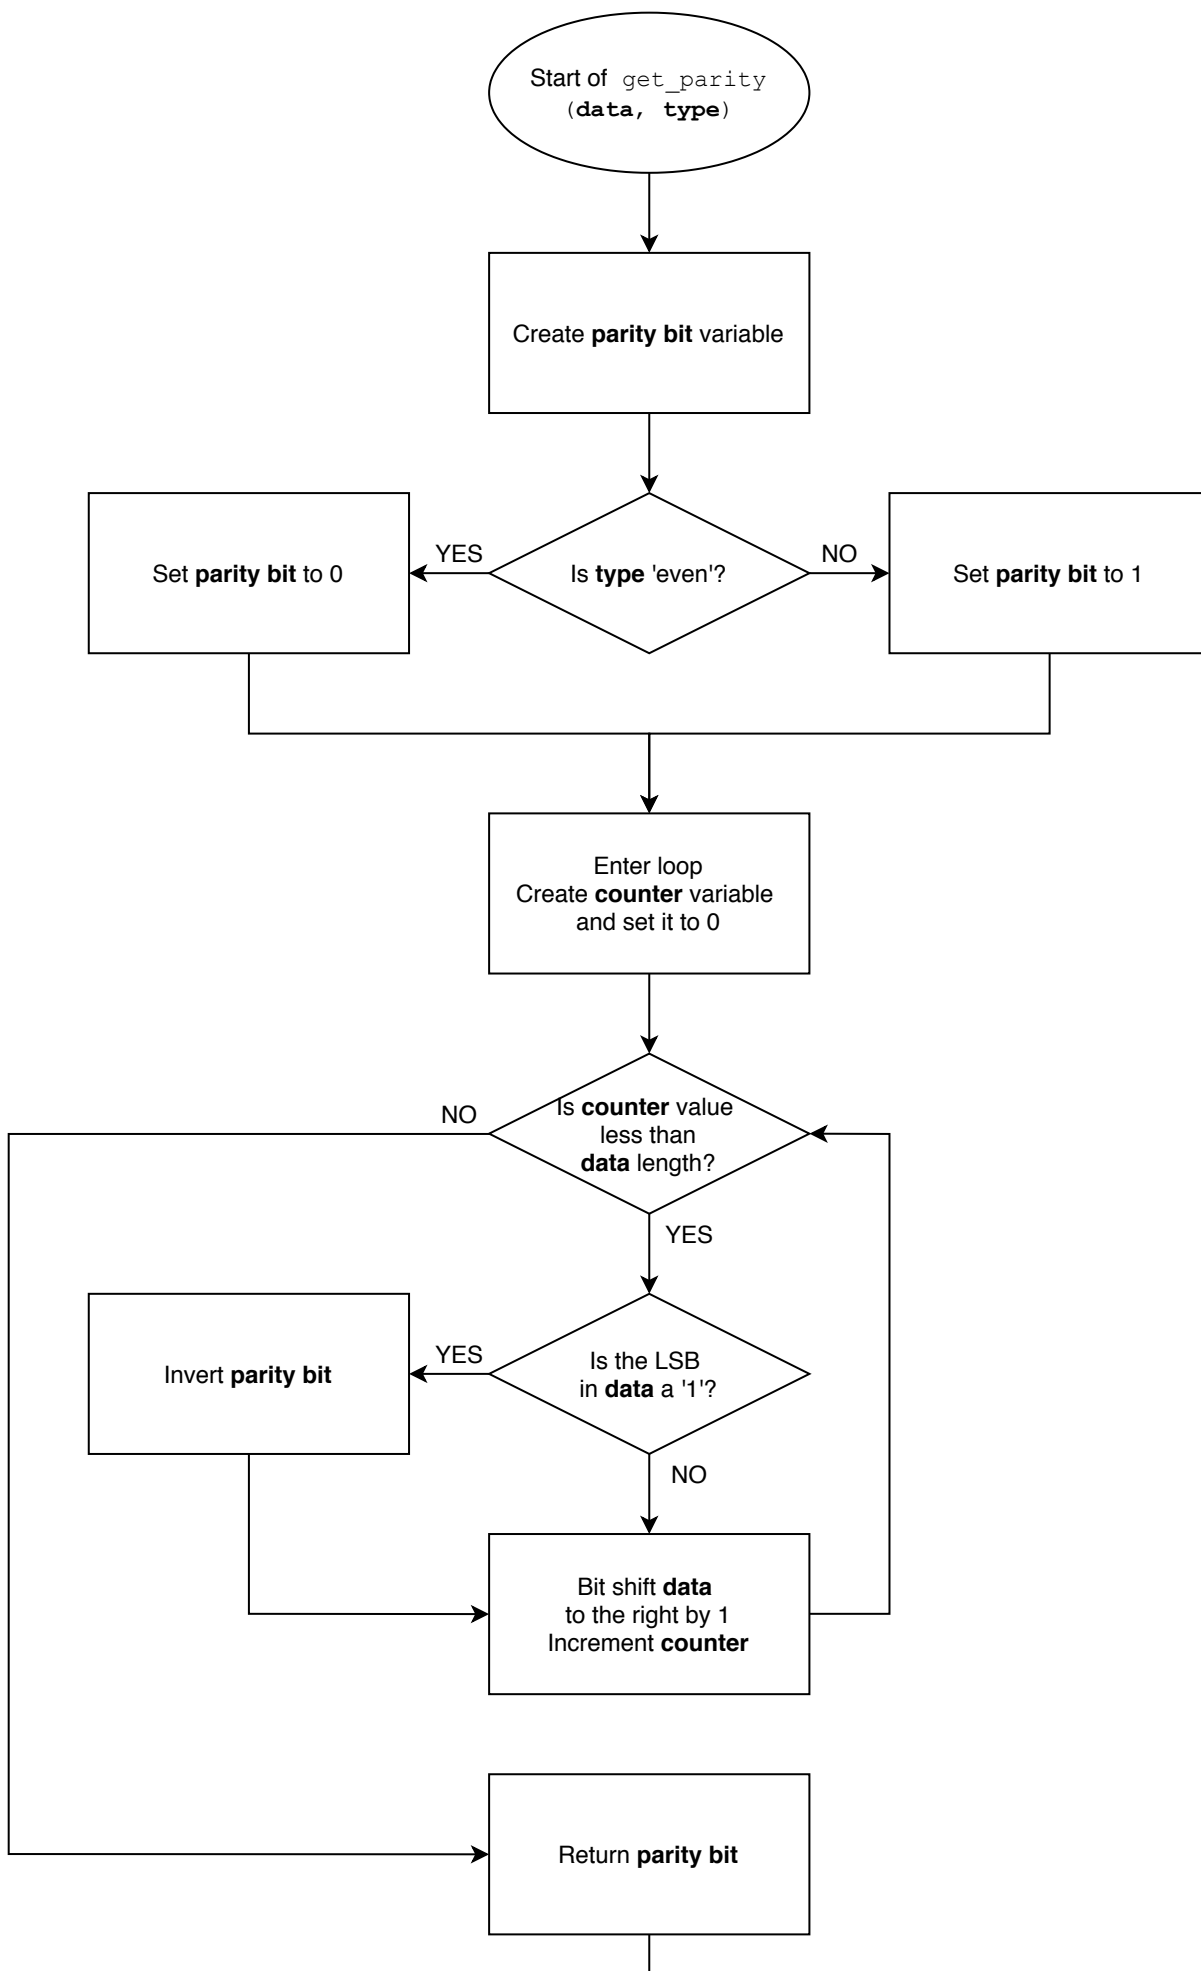 Start of get_parity
(data, type)
Create parity bit variable
YES
NO
Set parity bit to 0
Is type 'even'?
Set parity bit to 1
Enter loop
Create counter variable
and set it to 0
NO
Is counter value
less than
data length?
YES
YES
Invert parity bit
Is the LSB
in data a '1'?
NO
Bit shift data
to the right by 1
Increment counter
Return parity bit